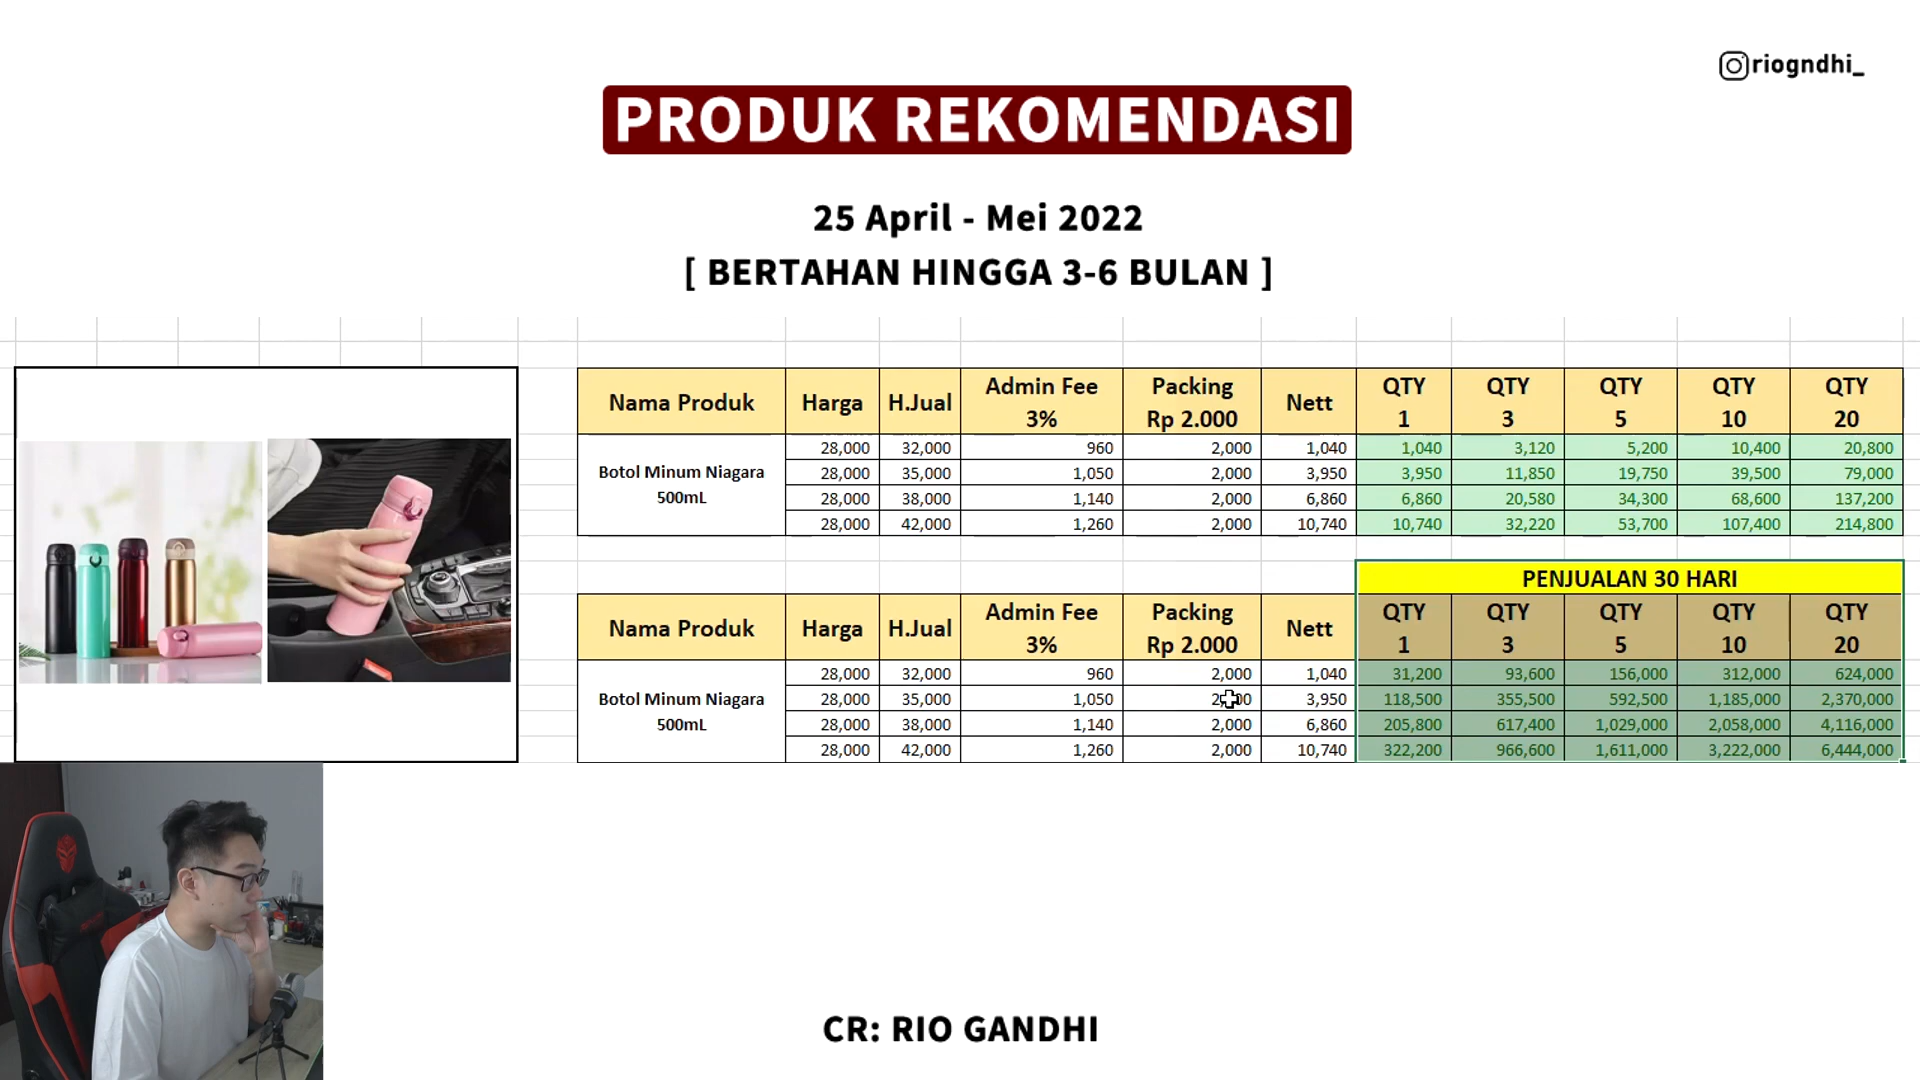 riogndhi_
PRODUK REKOMENDASI
25 April - Mei 2022
[ BERTAHAN HINGGA 3-6 BULAN ]
Nama Produk Harga H.Jual Admin Fee 3% Packing Rp 2.000 Nett QTY 1 QTY 3 QTY 5 QTY 10 QTY 20
Botol Minum Niagara 500mL
28,000 32,000 960 2,000 1,040 1,040 3,120 5,200 10,400 20,800
28,000 35,000 1,050 2,000 3,950 3,950 11,850 19,750 39,500 79,000
28,000 38,000 1,140 2,000 6,860 6,860 20,580 34,300 68,600 137,200
28,000 42,000 1,260 2,000 10,740 10,740 32,220 53,700 107,400 214,800
PENJUALAN 30 HARI
Nama Produk Harga H.Jual Admin Fee 3% Packing Rp 2.000 Nett QTY 1 QTY 3 QTY 5 QTY 10 QTY 20
Botol Minum Niagara 500mL
28,000 32,000 960 2,000 1,040 31,200 93,600 156,000 312,000 624,000
28,000 35,000 1,050 3,950 118,500 355,500 592,500 1,185,000 2,370,000
28,000 38,000 1,140 2,000 6,860 205,800 617,400 1,029,000 2,058,000 4,116,000
28,000 42,000 1,260 2,000 10,740 322,200 966,600 1,611,000 3,222,000 6,444,000
CR: RIO GANDHI